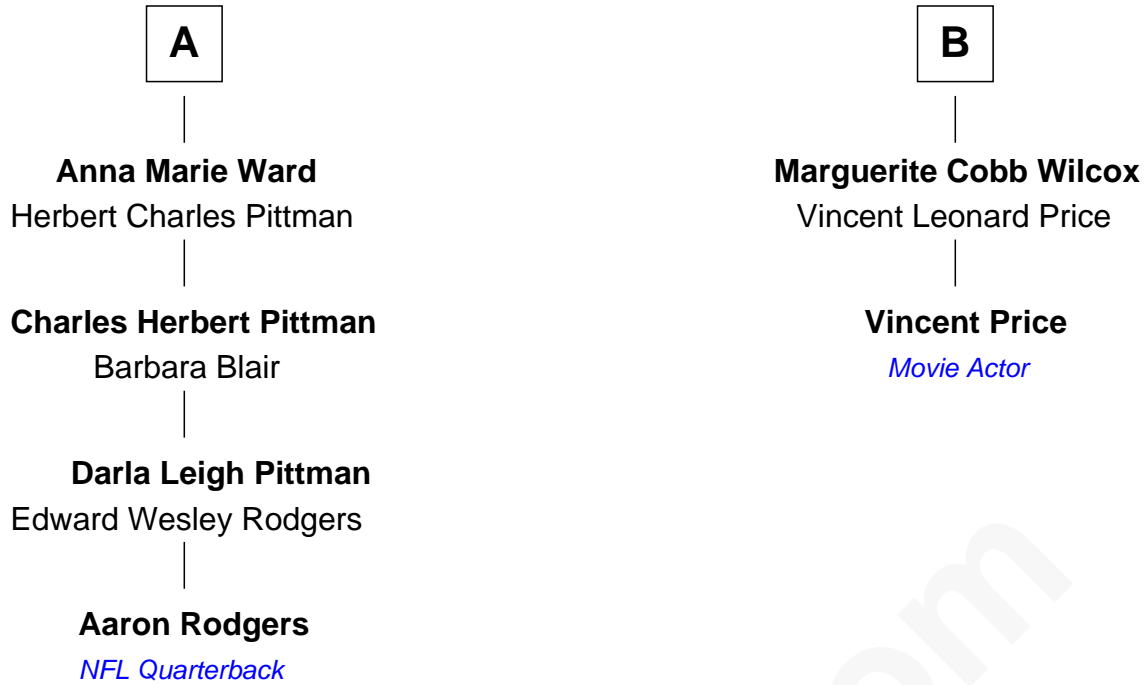 A
Anna Marie Ward
Herbert Charles Pittman
Charles Herbert Pittman
Barbara Blair
Darla Leigh Pittman
Edward Wesley Rodgers
Aaron Rodgers
NFL Quarterback
B
Marguerite Cobb Wilcox
Vincent Leonard Price
Vincent Price
Movie Actor
om